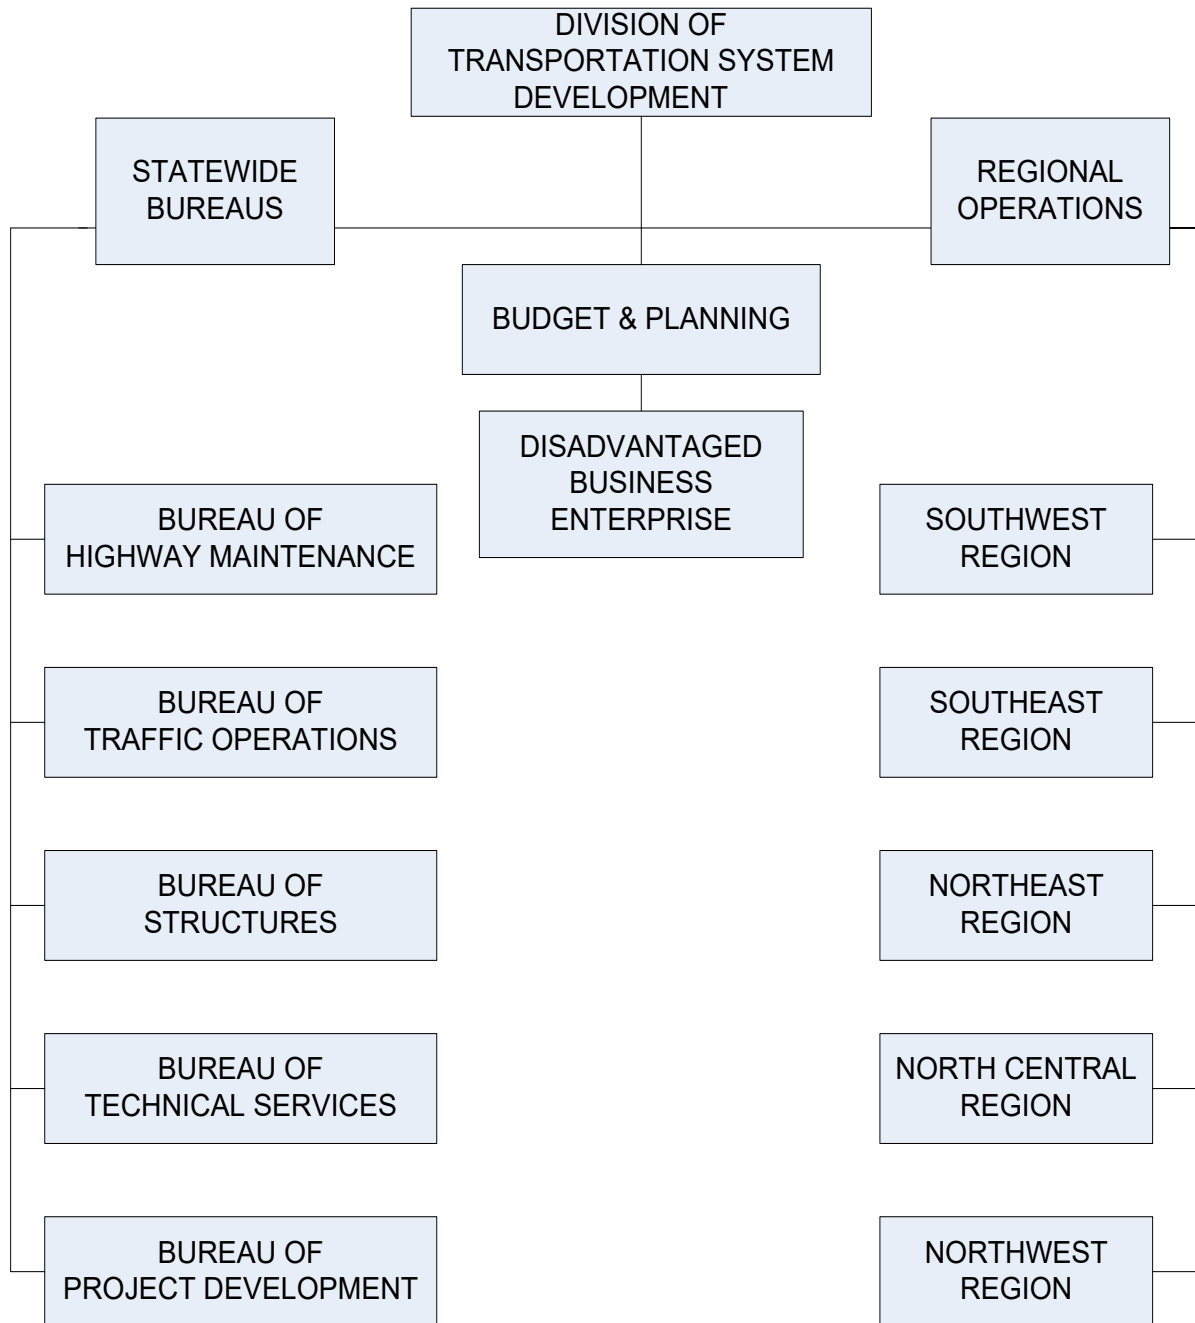 DIVISION OF
TRANSPORTATION SYSTEM
DEVELOPMENT
STATEWIDE
BUREAUS
REGIONAL
OPERATIONS
BUDGET & PLANNING
DISADVANTAGED
BUSINESS
ENTERPRISE
BUREAU OF
HIGHWAY MAINTENANCE
SOUTHWEST
REGION
BUREAU OF
TRAFFIC OPERATIONS
SOUTHEAST
REGION
BUREAU OF
STRUCTURES
NORTHEAST
REGION
BUREAU OF
TECHNICAL SERVICES
NORTH CENTRAL
REGION
BUREAU OF
PROJECT DEVELOPMENT
NORTHWEST
REGION